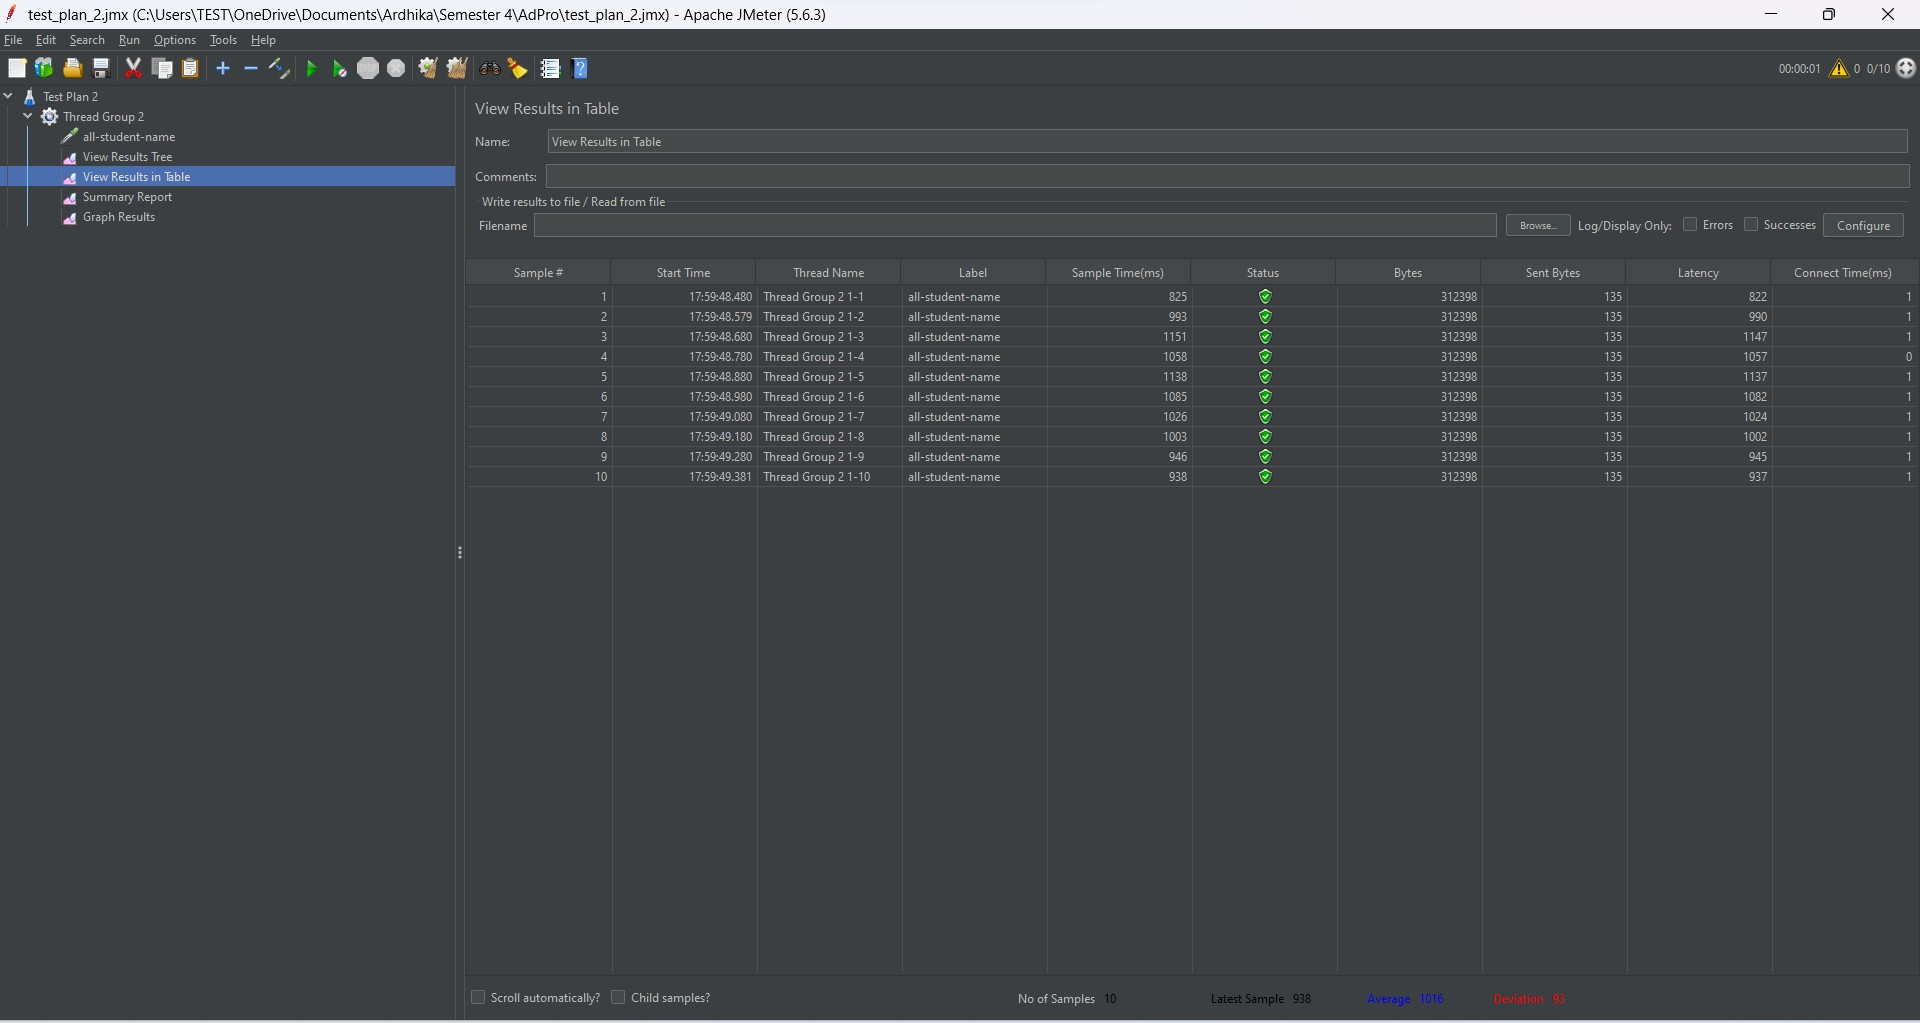 test_plan_2.jmx (C:\Users\TEST\OneDrive\Documents\Ardhika\Semester 4\AdPro\test_plan_2.jmx) - Apache JMeter (5.6.3)
File Edit Search Run Options Tools Help
00:00:01 0 0/10
Test Plan 2
Thread Group 2
all-student-name
View Results Tree
View Results in Table
Summary Report
Graph Results
View Results in Table
Name: View Results in Table
Comments:
Write results to file / Read from file
Filename Browse... Log/Display Only: Errors Successes Configure
Sample # Start Time Thread Name Label Sample Time(ms) Status Bytes Sent Bytes Latency Connect Time(ms)
1 17:59:48.480 Thread Group 2 1-1 all-student-name 825 312398 135 822 1
2 17:59:48.579 Thread Group 2 1-2 all-student-name 993 312398 135 990 1
3 17:59:48.680 Thread Group 2 1-3 all-student-name 1151 312398 135 1147 1
4 17:59:48.780 Thread Group 2 1-4 all-student-name 1058 312398 135 1057 0
5 17:59:48.880 Thread Group 2 1-5 all-student-name 1138 312398 135 1137 1
6 17:59:48.980 Thread Group 2 1-6 all-student-name 1085 312398 135 1082 1
7 17:59:49.080 Thread Group 2 1-7 all-student-name 1026 312398 135 1024 1
8 17:59:49.180 Thread Group 2 1-8 all-student-name 1003 312398 135 1002 1
9 17:59:49.280 Thread Group 2 1-9 all-student-name 946 312398 135 945 1
10 17:59:49.381 Thread Group 2 1-10 all-student-name 938 312398 135 937 1
Scroll automatically? Child samples? No of Samples 10 Latest Sample 938 Average 1016 Deviation 93